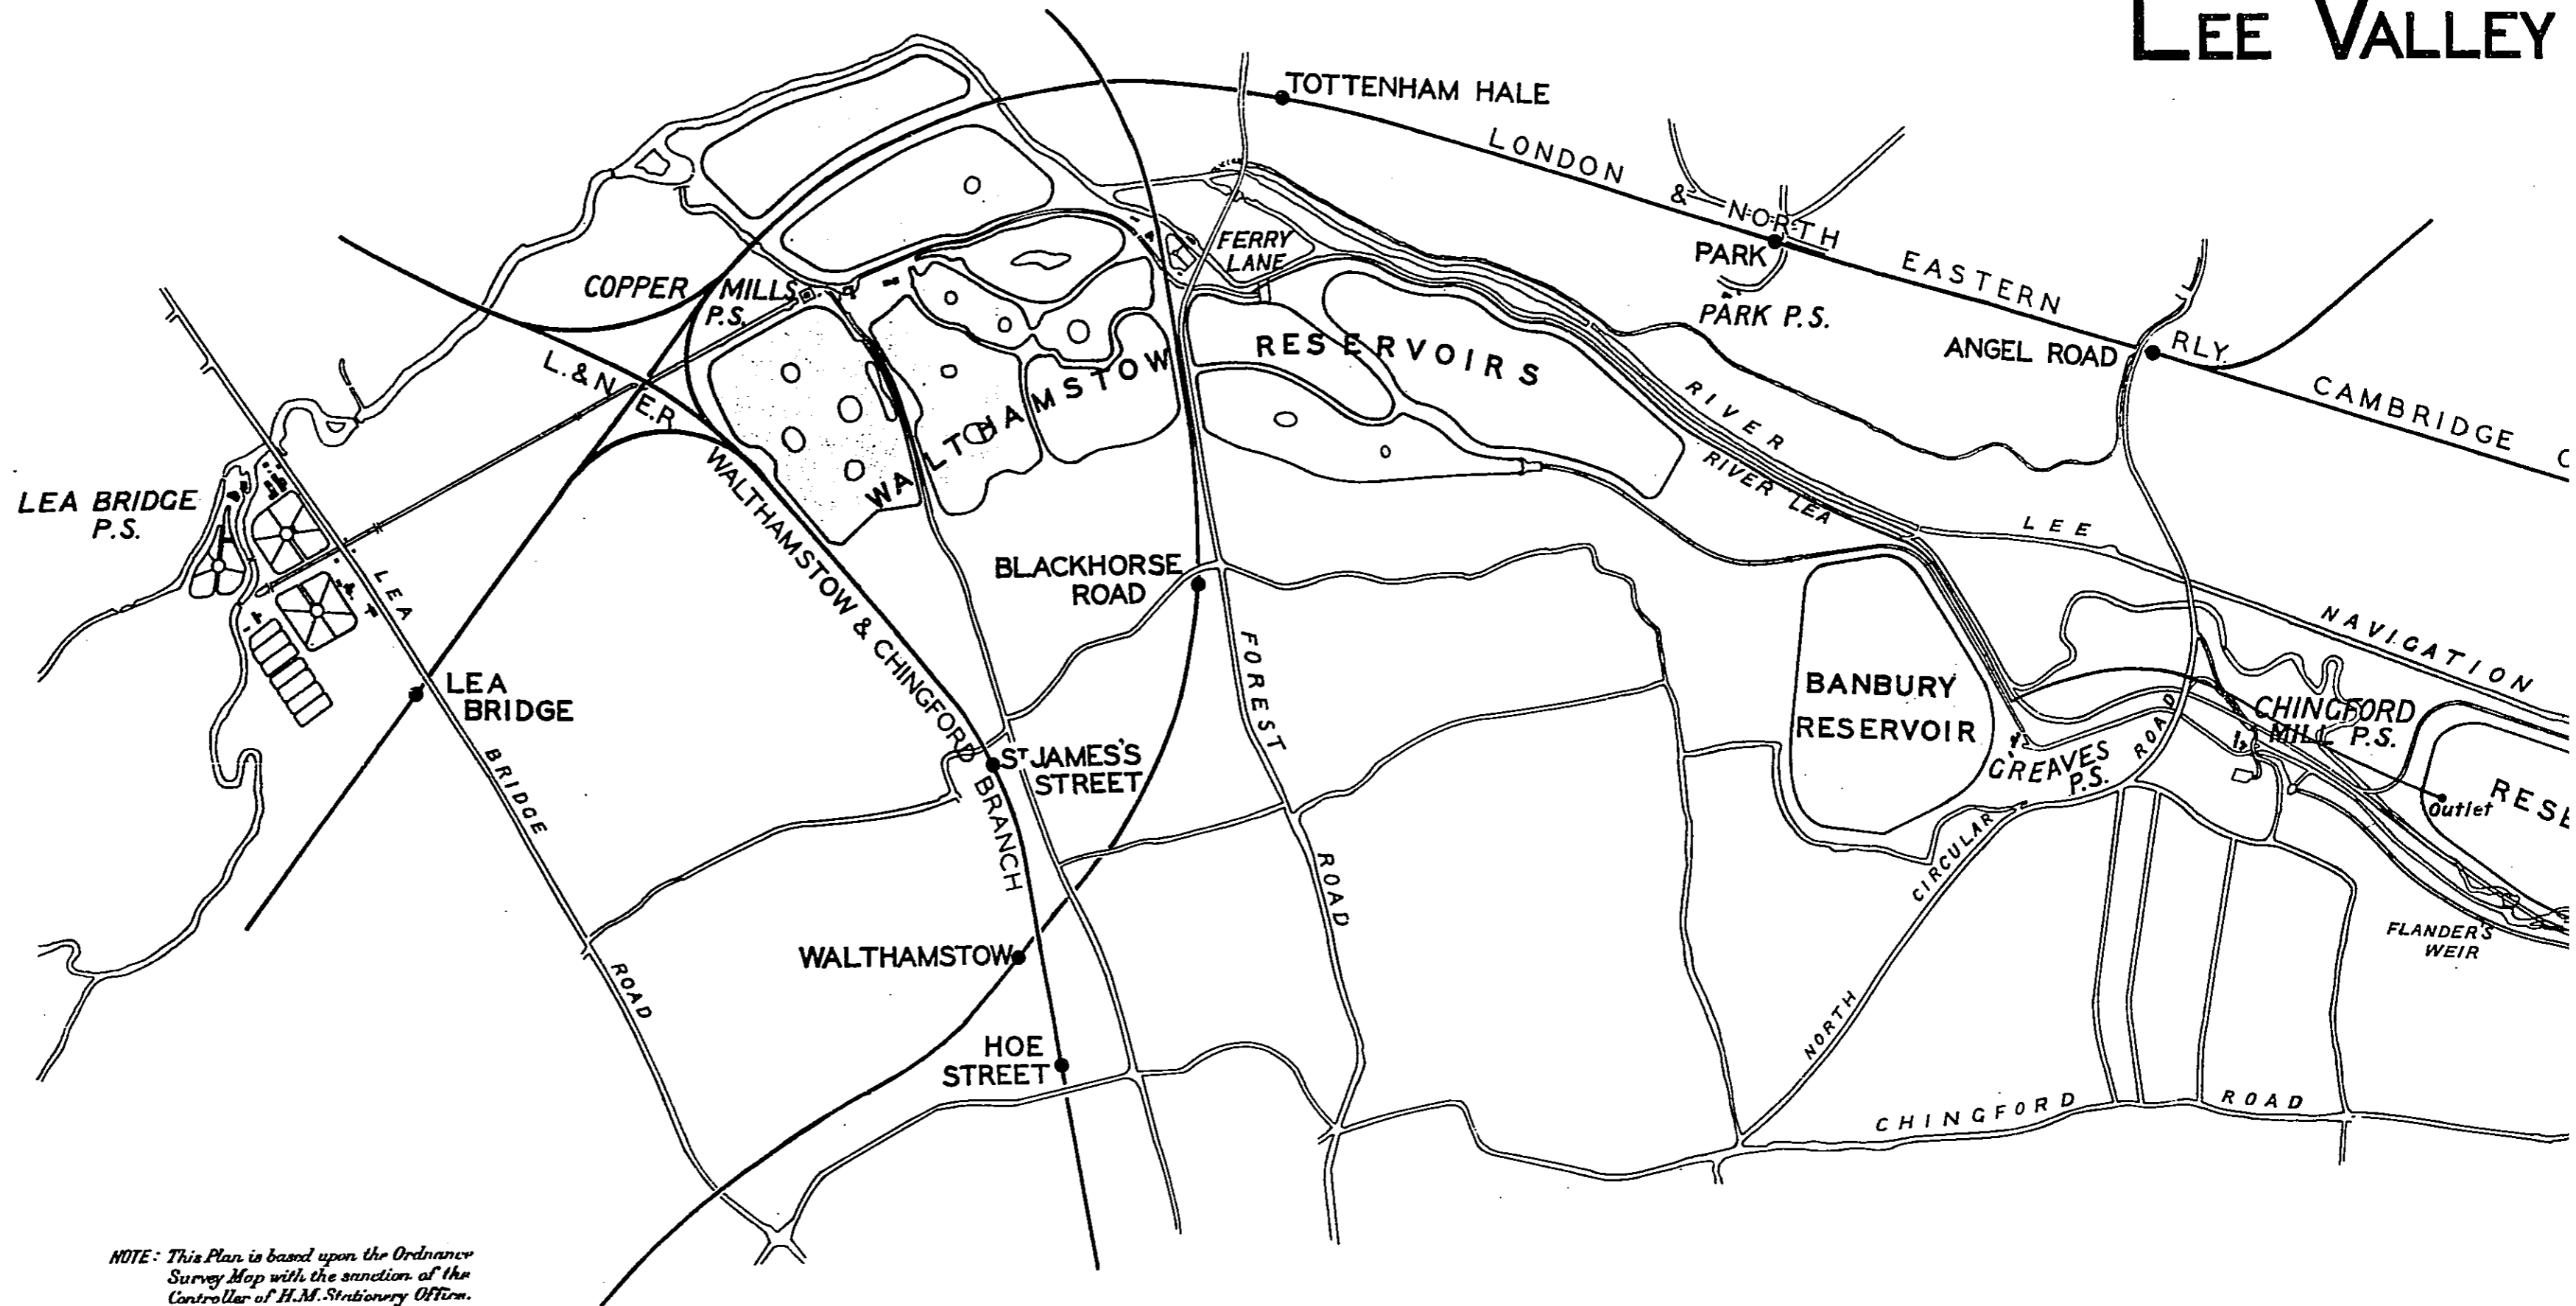 LEE VALLEY
TOTTENHAM HALE
LONDON & NORTH EASTERN RLY.
CAMBRIDGE
FERRY
LANE
PARK
PARK P.S.
COPPER MILLS
P.S.
ANGEL ROAD
L. & N.E.R.
WALTHAMSTOW RESERVOIRS
RIVER LEE NAVIGATION
RIVER LEA
LEA BRIDGE
P.S.
WALTHAMSTOW & CHINGFORD BRANCH
BLACKHORSE
ROAD
LEA BRIDGE ROAD
LEA
BRIDGE
FOREST ROAD
BANBURY
RESERVOIR
CHINGFORD
MILL P.S.
GREAVES
P.S.
ST JAMES'S
STREET
Outlet
RESE
NORTH CIRCULAR ROAD
FLANDER'S
WEIR
WALTHAMSTOW
HOE
STREET
CHINGFORD ROAD
NOTE: This Plan is based upon the Ordnance
Survey Map with the sanction of the
Controller of H.M. Stationery Office.